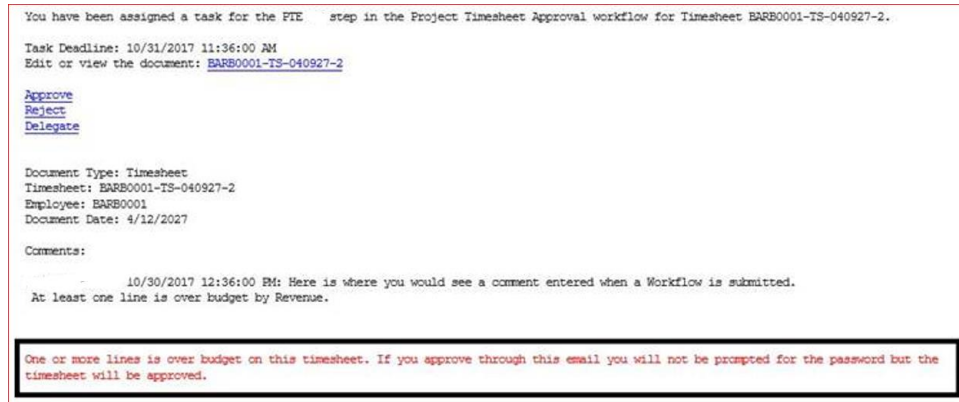 You have been assigned a task for the PTE step in the Project Timesheet Approval workflow for Timesheet BARB0001-TS-040927-2.
Task Deadline: 10/31/2017 11:36:00 AM
Edit or view the document: BARB0001-TS-040927-2
Approve
Reject
Delegate
Document Type: Timesheet
Timesheet: BARB0001-TS-040927-2
Employee: BARB0001
Document Date: 4/12/2027
Comments:
10/30/2017 12:36:00 PM: Here is where you would see a comment entered when a Workflow is submitted.
At least one line is over budget by Revenue.
One or more lines is over budget on this timesheet. If you approve through this email you will not be prompted for the password but the
timesheet will be approved.